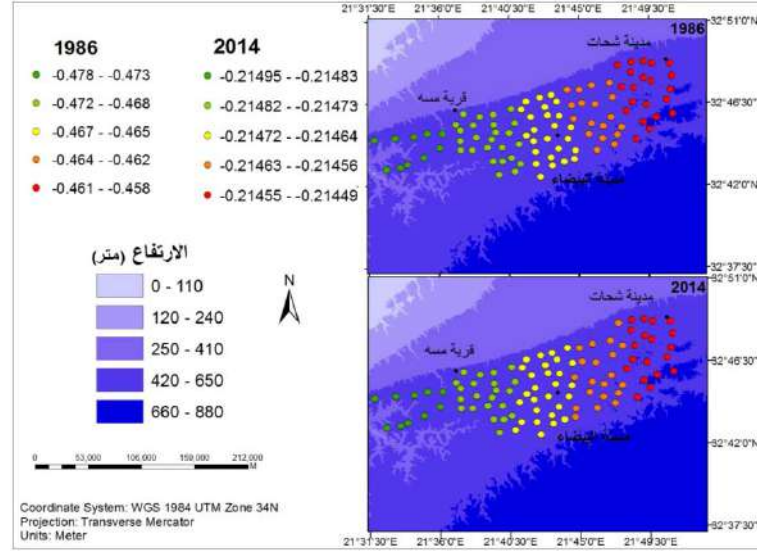 1986
-0.478 - -0.473
-0.472 - -0.468
-0.467 - -0.465
-0.464 - -0.462
-0.461 - -0.458
2014
-0.21495 - -0.21483
-0.21482 - -0.21473
-0.21472 - -0.21464
-0.21463 - -0.21456
-0.21455 - -0.21449
الارتفاع (متر)
0 - 110
120 - 240
250 - 410
420 - 650
660 - 880
N
0 53,000 106,000 159,000 212,000
M
Coordinate System: WGS 1984 UTM Zone 34N
Projection: Transverse Mercator
Units: Meter
21°31'30"E 21°36'0"E 21°40'30"E 21°45'0"E 21°49'30"E
32°51'0"N
1986
مدينة شحات
32°46'30"N
قرية مسه
32°42'0"N
مدينة البيضاء
32°37'30"N
32°51'0"N
2014
مدينة شحات
32°46'30"N
قرية مسه
32°42'0"N
مدينة البيضاء
32°37'30"N
21°31'30"E 21°36'0"E 21°40'30"E 21°45'0"E 21°49'30"E